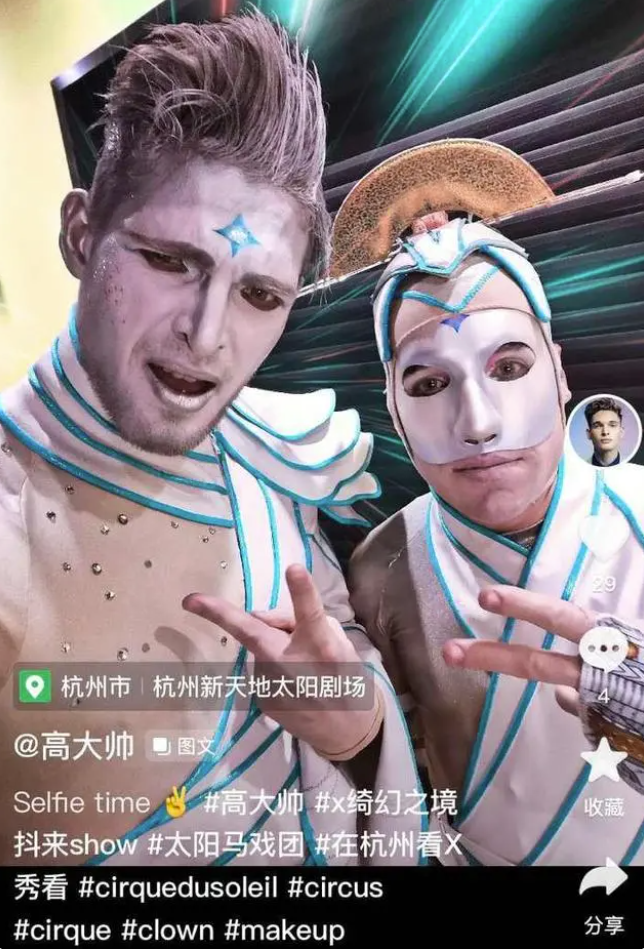 29
4
杭州市 | 杭州新天地太阳剧场
@高大帅 图文
Selfie time ✌️ #高大帅 #x绮幻之境
收藏
抖来show #太阳马戏团 #在杭州看X
秀看 #cirquedusoleil #circus
#cirque #clown #makeup
分享